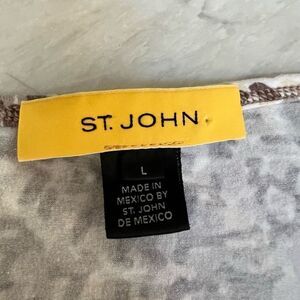 ST. JOHN
L
MADE IN
MEXICO BY
ST. JOHN
DE MEXICO